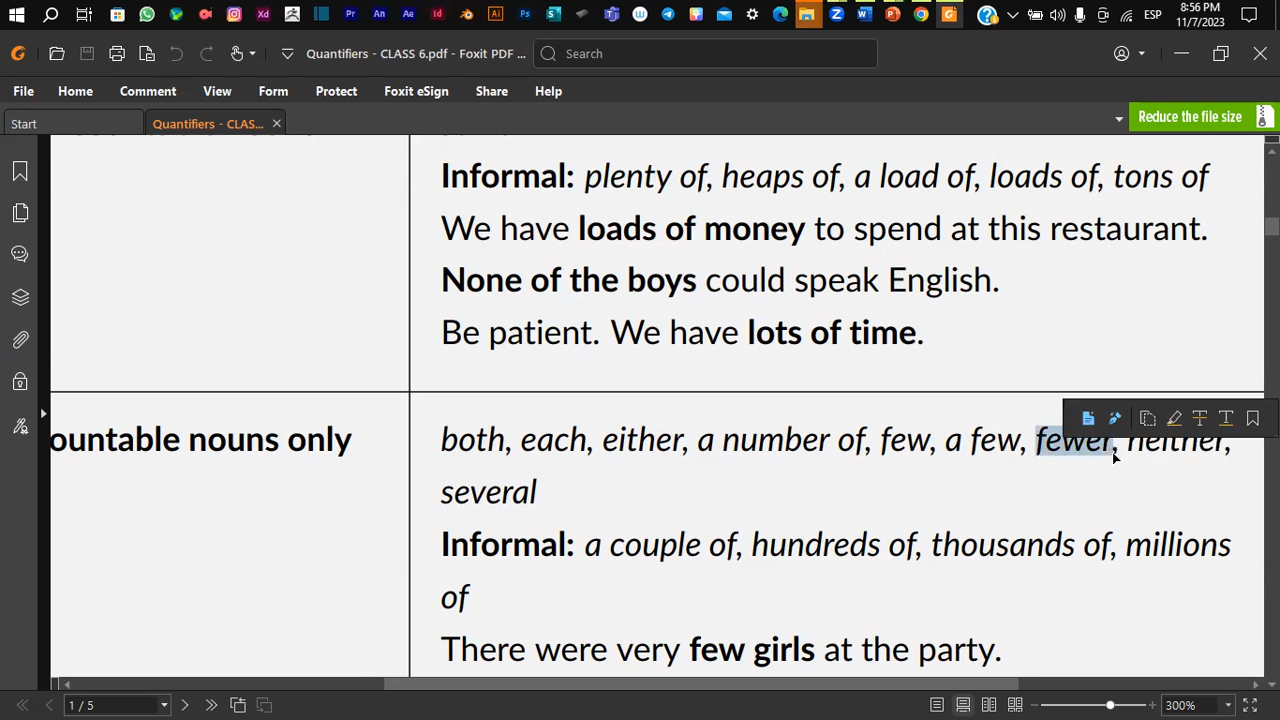 8:56 PM
ESP
11/7/2023
Quantifiers - CLASS 6.pdf - Foxit PDF ...
Search
File Home Comment View Form Protect Foxit eSign Share Help
Start
Quantifiers - CLAS...
Reduce the file size
Informal: plenty of, heaps of, a load of, loads of, tons of
We have loads of money to spend at this restaurant.
None of the boys could speak English.
Be patient. We have lots of time.
ountable nouns only
both, each, either, a number of, few, a few, fewer, neither,
several
Informal: a couple of, hundreds of, thousands of, millions
of
There were very few girls at the party.
1 / 5
300%